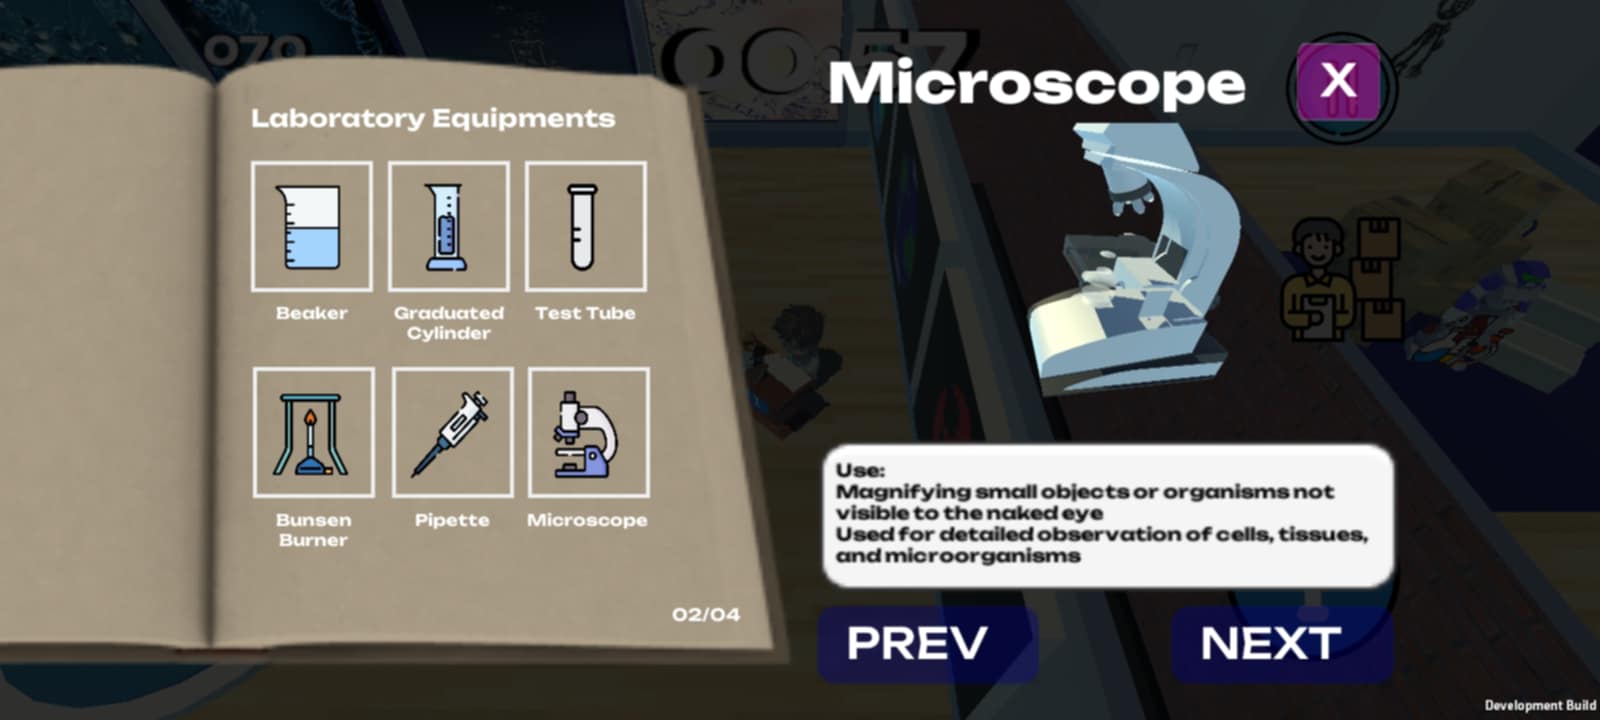 070
00:57
Microscope
X
Laboratory Equipments
Beaker
Graduated
Cylinder
Test Tube
Bunsen
Burner
Pipette
Microscope
02/04
Use:
Magnifying small objects or organisms not
visible to the naked eye
Used for detailed observation of cells, tissues,
and microorganisms
PREV
NEXT
Development Build